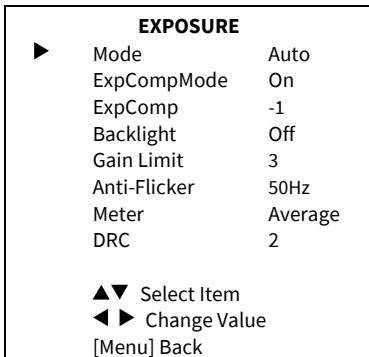 EXPOSURE
▶ Mode Auto
ExpCompMode On
ExpComp -1
Backlight Off
Gain Limit 3
Anti-Flicker 50Hz
Meter Average
DRC 2
▲▼ Select Item
◀ ▶ Change Value
[Menu] Back